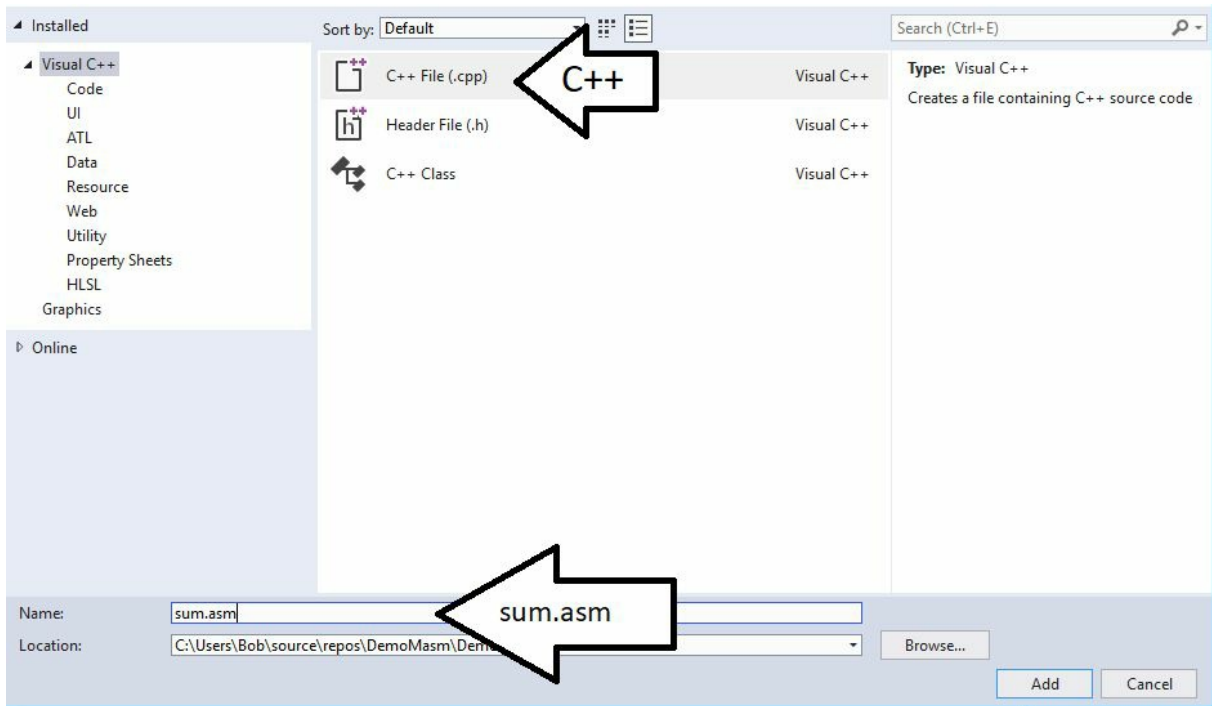 Installed
Visual C++
Code
UI
ATL
Data
Resource
Web
Utility
Property Sheets
HLSL
Graphics
Online
Sort by: Default
C++ File (.cpp) Visual C++
Header File (.h) Visual C++
C++ Class Visual C++
C++
Search (Ctrl+E)
Type: Visual C++
Creates a file containing C++ source code
Name: sum.asm
sum.asm
Location: C:\Users\Bob\source\repos\DemoMasm\Dem
Browse...
Add Cancel